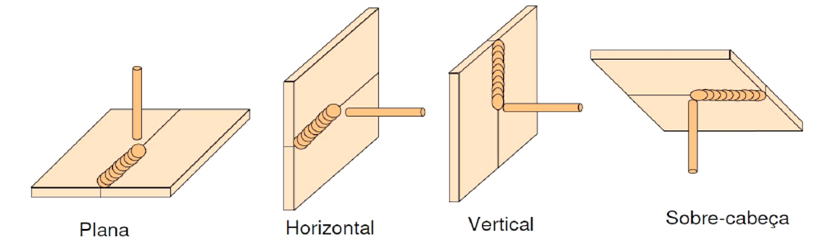 Plana
Horizontal
Vertical
Sobre-cabeça